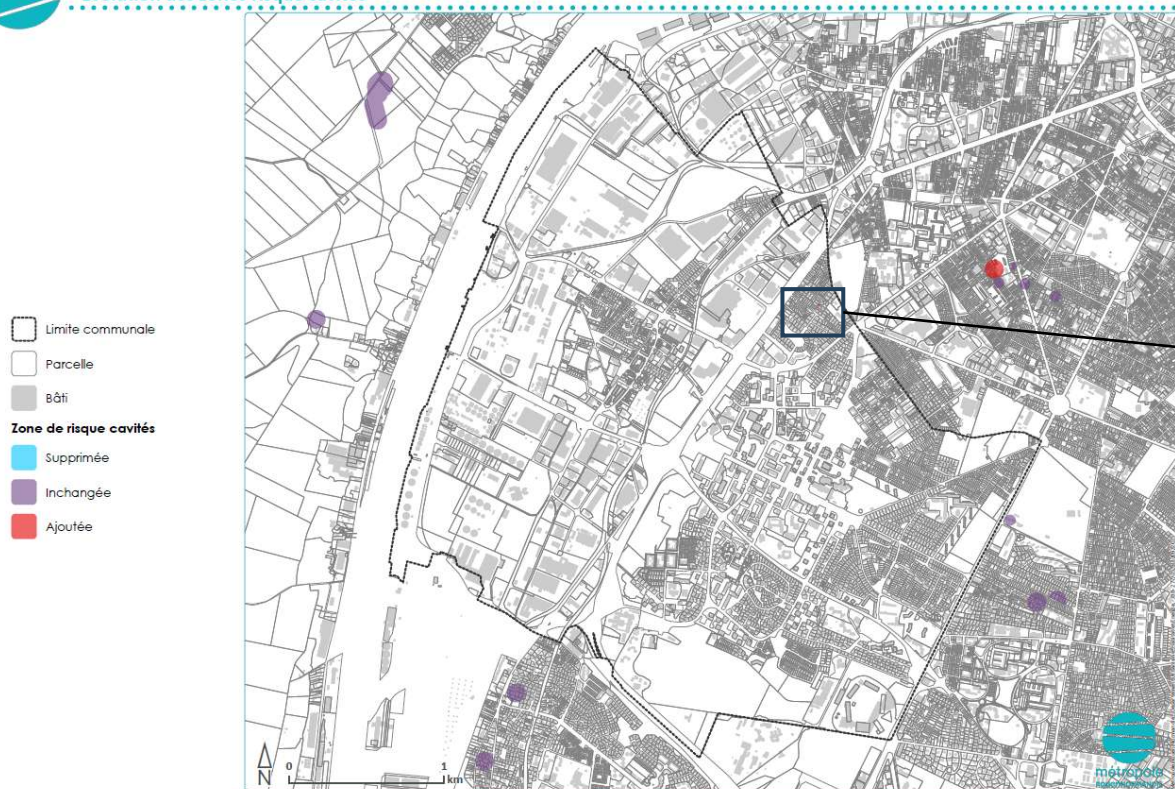 Limite communale
Parcelle
Bâti
Zone de risque cavités
Supprimée
Inchangée
Ajoutée
N
0
1
km
métropole